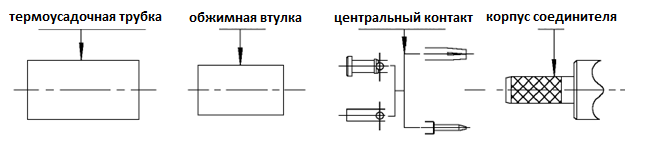 термоусадочная трубка
обжимная втулка
центральный контакт
корпус соединителя